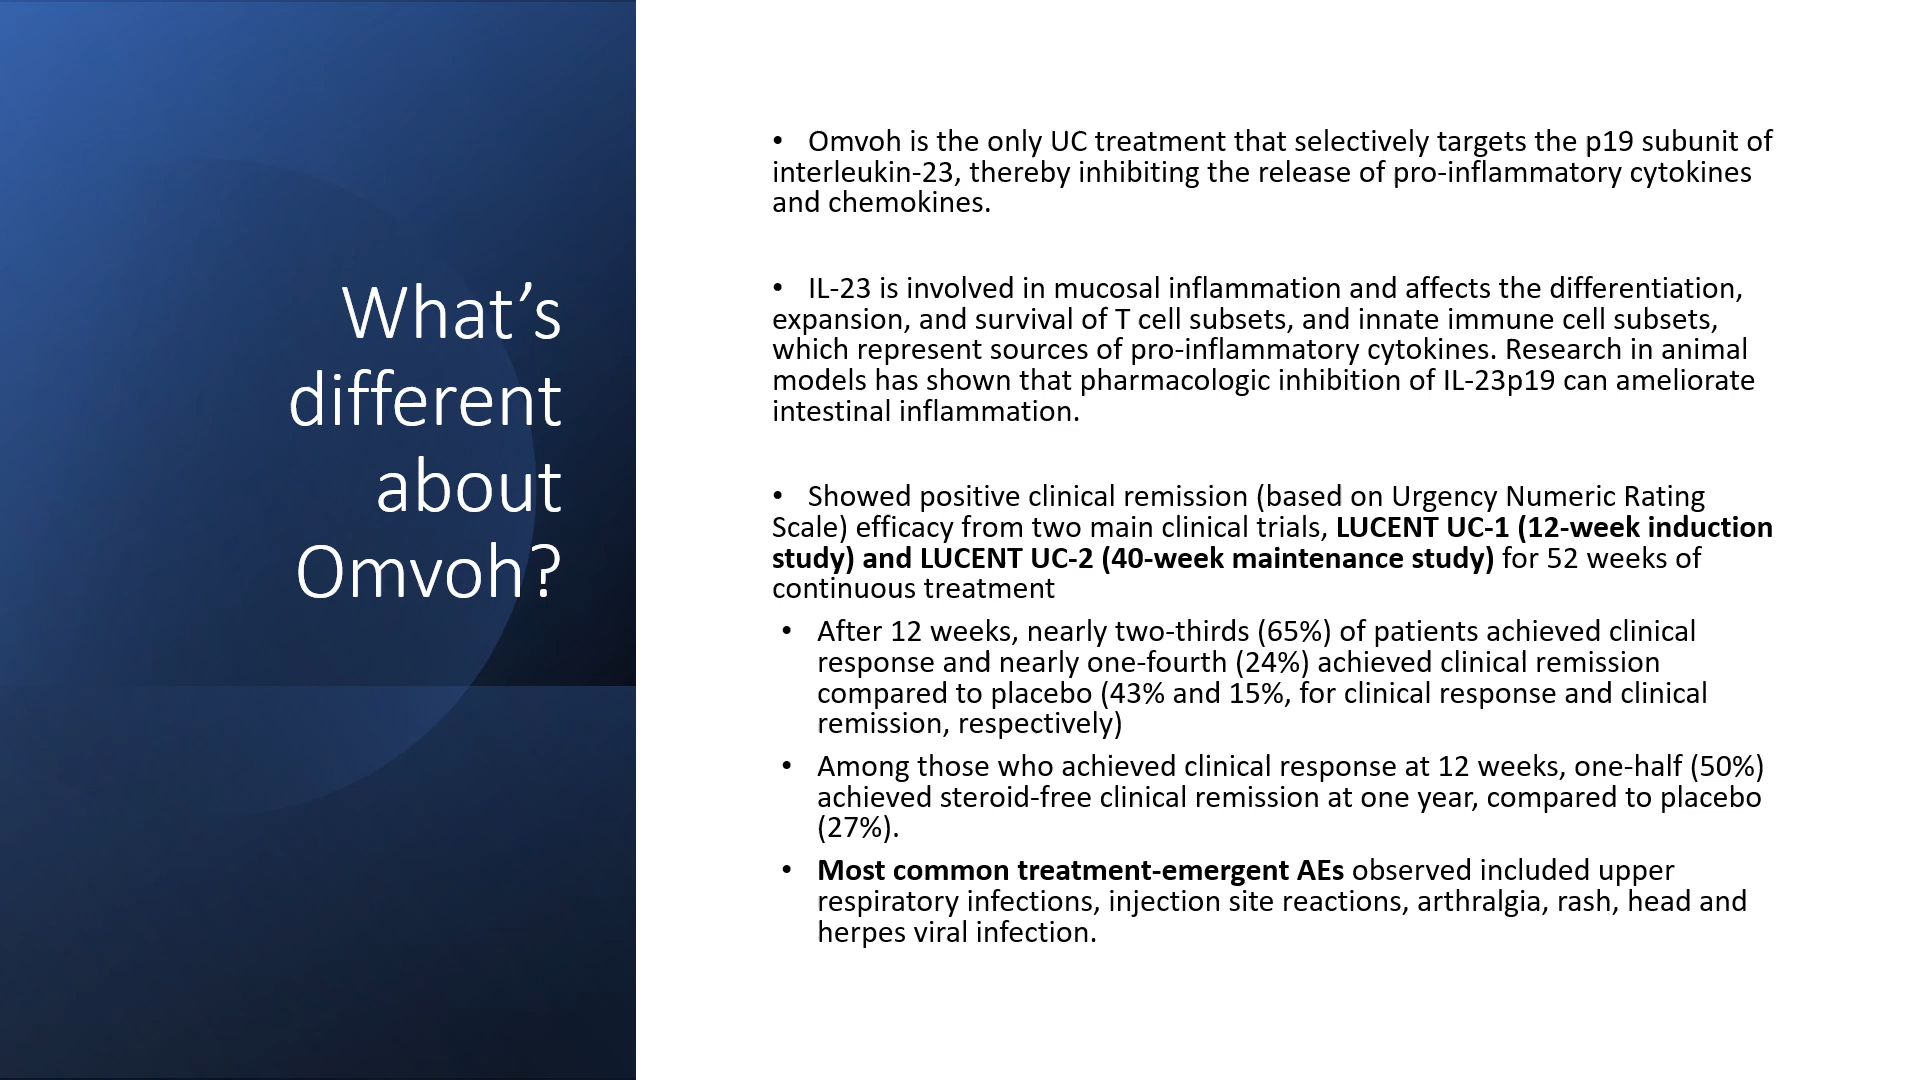 What’s
different
about
Omvoh?
• Omvoh is the only UC treatment that selectively targets the p19 subunit of
interleukin-23, thereby inhibiting the release of pro-inflammatory cytokines
and chemokines.
• IL-23 is involved in mucosal inflammation and affects the differentiation,
expansion, and survival of T cell subsets, and innate immune cell subsets,
which represent sources of pro-inflammatory cytokines. Research in animal
models has shown that pharmacologic inhibition of IL-23p19 can ameliorate
intestinal inflammation.
• Showed positive clinical remission (based on Urgency Numeric Rating
Scale) efficacy from two main clinical trials, LUCENT UC-1 (12-week induction
study) and LUCENT UC-2 (40-week maintenance study) for 52 weeks of
continuous treatment
• After 12 weeks, nearly two-thirds (65%) of patients achieved clinical
response and nearly one-fourth (24%) achieved clinical remission
compared to placebo (43% and 15%, for clinical response and clinical
remission, respectively)
• Among those who achieved clinical response at 12 weeks, one-half (50%)
achieved steroid-free clinical remission at one year, compared to placebo
(27%).
• Most common treatment-emergent AEs observed included upper
respiratory infections, injection site reactions, arthralgia, rash, head and
herpes viral infection.